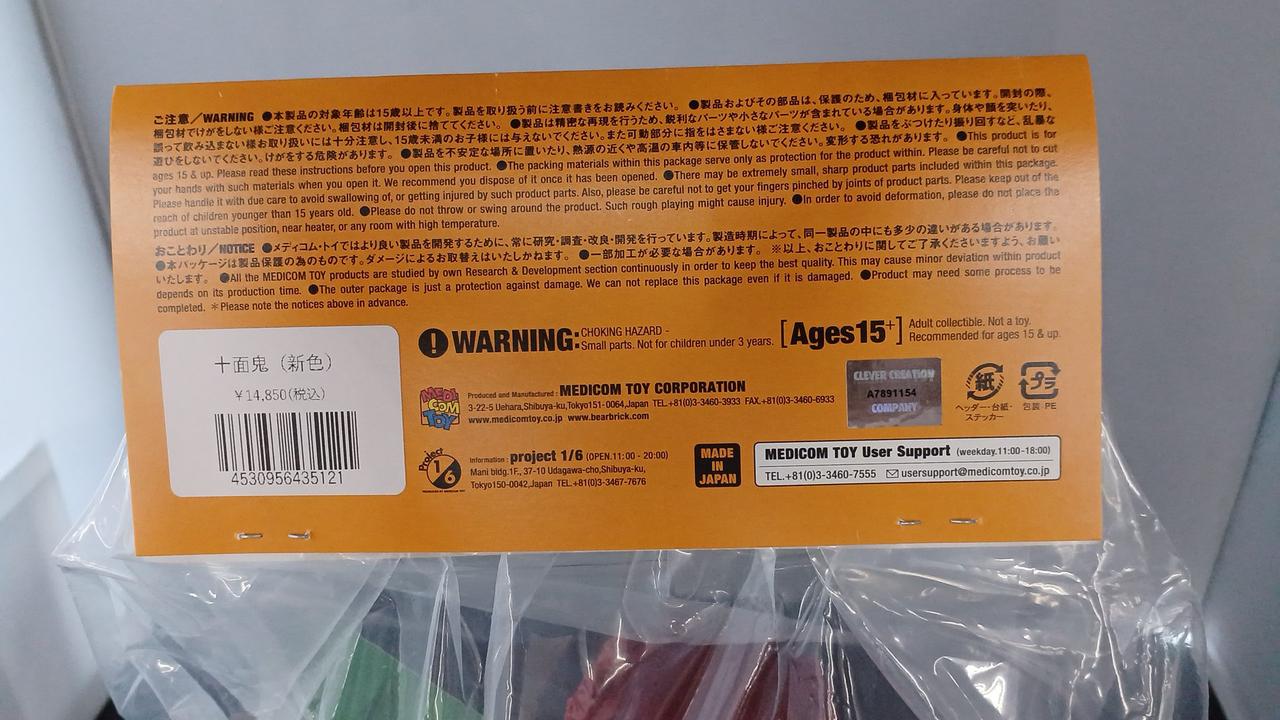 ご注意／WARNING ●本製品の対象年齢は15歳以上です。製品を取り扱う前に注意書きをお読みください。 ●製品およびその部品は、保護のため、梱包材に入っています。開封の際、
梱包材でけがをしない様ご注意ください。梱包材は開封後に捨ててください。 ●製品は精密な再現を行うため、鋭利なパーツや小さなパーツが含まれている場合があります。身体や顔を突いたり、
誤って飲み込まない様お取り扱いには十分注意し、15歳未満のお子様には与えないでください。また可動部分に指をはさまない様ご注意ください。 ●製品をぶつけたり振り回すなど、乱暴な
遊びをしないでください。けがをする危険があります。 ●製品を不安定な場所に置いたり、熱源の近くや高温の車内等に保管しないでください。変形する恐れがあります。 ●This product is for
ages 15 & up. Please read these instructions before you open this product. ●The packing materials within this package serve only as protection for the product within. Please be careful not to cut
your hands with such materials when you open it. We recommend you dispose of it once it has been opened. ●There may be extremely small, sharp product parts included within this package.
Please handle it with due care to avoid swallowing of, or getting injured by such product parts. Also, please be careful not to get your fingers pinched by joints of product parts. Please keep out of the
reach of children younger than 15 years old. ●Please do not throw or swing around the product. Such rough playing might cause injury. ●In order to avoid deformation, please do not place the
product at unstable position, near heater, or any room with high temperature.
おことわり／NOTICE ●メディコム・トイではより良い製品を開発するために、常に研究・調査・改良・開発を行っています。製造時期によって、同一製品の中にも多少の違いがある場合があります。
●本パッケージは製品保護の為のものです。ダメージによるお取替えはいたしかねます。 ●一部加工が必要な場合があります。 ※以上、おことわりに関してご了承くださいますよう、お願い
いたします。 ●All the MEDICOM TOY products are studied by own Research & Development section continuously in order to keep the best quality. This may cause minor deviation within product
depends on its production time. ●The outer package is just a protection against damage. We can not replace this package even if it is damaged. ●Product may need some process to be
completed. ＊Please note the notices above in advance.
十面鬼（新色）
￥14,850(税込)
4530956435121
WARNING: CHOKING HAZARD -
Small parts. Not for children under 3 years.
[Ages15+]
Adult collectible. Not a toy.
Recommended for ages 15 & up.
MEDI
COM
TOY
Produced and Manufactured : MEDICOM TOY CORPORATION
3-22-5 Uehara,Shibuya-ku,Tokyo151-0064,Japan TEL.+81(0)3-3460-3933 FAX.+81(0)3-3460-6933
www.medicomtoy.co.jp www.bearbrick.com
CLEVER CREATION
A7891154
COMPANY
紙
ヘッダー・台紙・
ステッカー
プラ
包装:PE
Project
1/6
PRODUCED BY MEDICOM TOY
Information : project 1/6 (OPEN.11:00 - 20:00)
Mani bldg.1F., 37-10 Udagawa-cho,Shibuya-ku,
Tokyo150-0042,Japan TEL.+81(0)3-3467-7676
MADE
IN
JAPAN
MEDICOM TOY User Support (weekday.11:00-18:00)
TEL.+81(0)3-3460-7555 usersupport@medicomtoy.co.jp